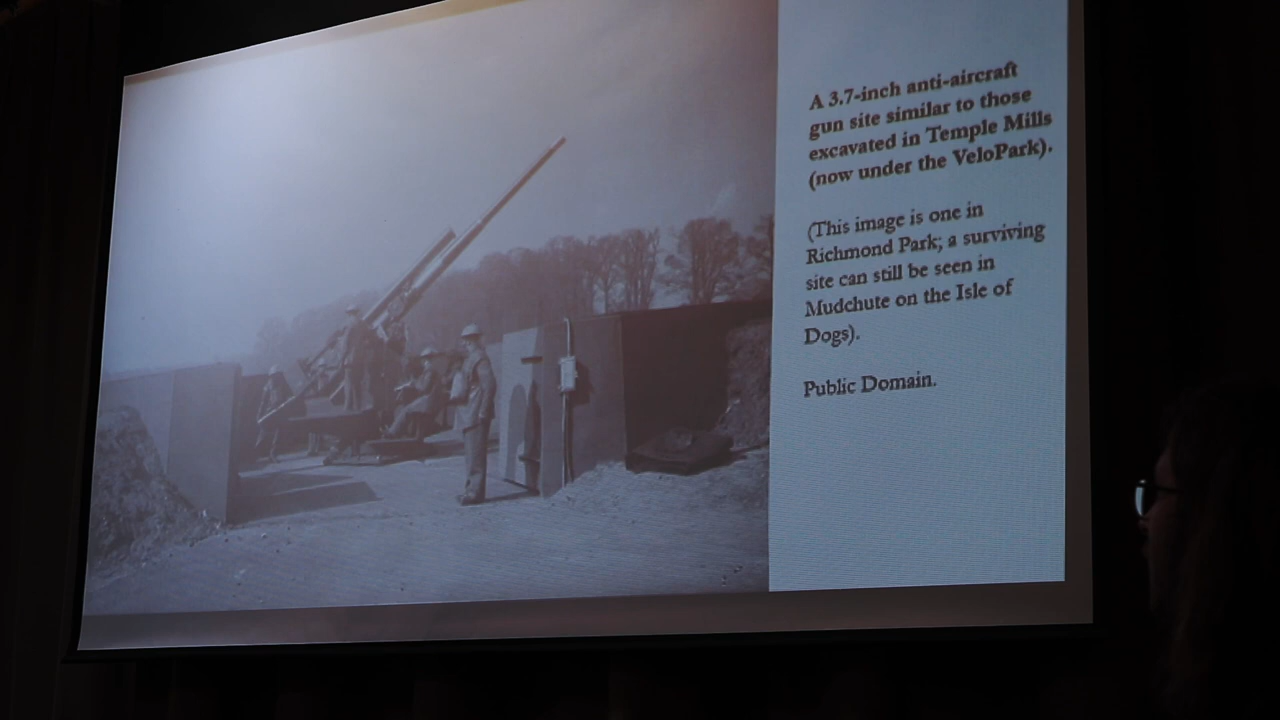 A 3.7-inch anti-aircraft
gun site similar to those
excavated in Temple Mills
(now under the VeloPark).
(This image is one in
Richmond Park; a surviving
site can still be seen in
Mudchute on the Isle of
Dogs).
Public Domain.